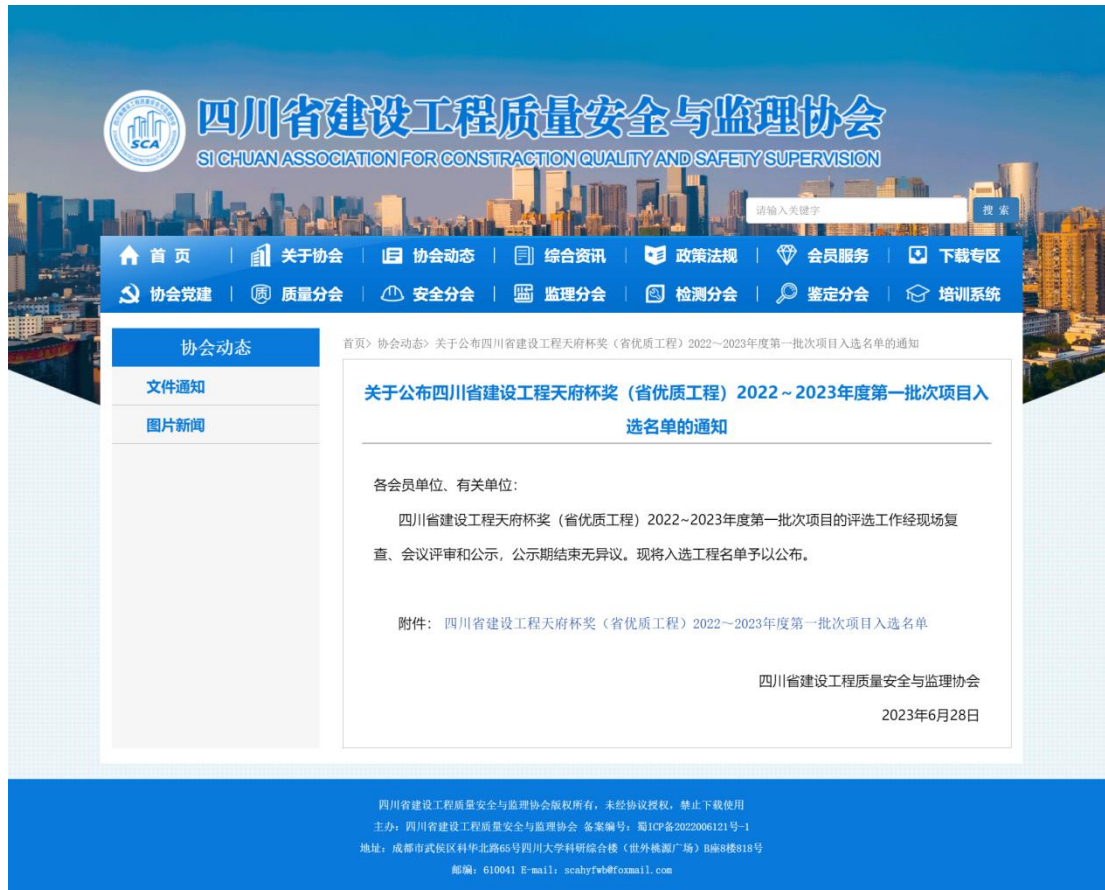 四川省建设工程质量安全与监理协会
SI CHUAN ASSOCIATION FOR CONSTRACTION QUALITY AND SAFETY SUPERVISION
SCA
请输入关键字
搜 索
首 页
关于协会
协会动态
综合资讯
政策法规
会员服务
下载专区
协会党建
质 质量分会
安全分会
监 监理分会
检测分会
鉴定分会
培训系统
协会动态
文件通知
图片新闻
首页> 协会动态> 关于公布四川省建设工程天府杯奖（省优质工程）2022～2023年度第一批次项目入选名单的通知
关于公布四川省建设工程天府杯奖（省优质工程）2022～2023年度第一批次项目入
选名单的通知
各会员单位、有关单位：
四川省建设工程天府杯奖（省优质工程）2022~2023年度第一批次项目的评选工作经现场复
查、会议评审和公示，公示期结束无异议。现将入选工程名单予以公布。
附件： 四川省建设工程天府杯奖（省优质工程）2022～2023年度第一批次项目入选名单
四川省建设工程质量安全与监理协会
2023年6月28日
四川省建设工程质量安全与监理协会版权所有，未经协议授权，禁止下载使用
主办：四川省建设工程质量安全与监理协会 备案编号：蜀ICP备2022006121号-1
地址：成都市武侯区科华北路65号四川大学科研综合楼（世外桃源广场）B座8楼818号
邮编：610041 E-mail：scahyfwb@foxmail.com